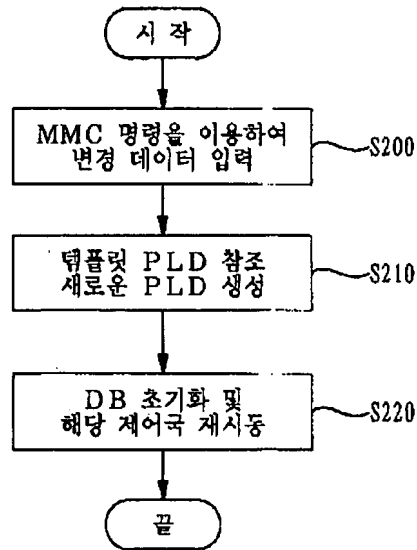 시 작
MMC 명령을 이용하여
변경 데이터 입력
S200
템플릿 PLD 참조
새로운 PLD 생성
S210
DB 초기화 및
해당 제어국 재시동
S220
끝